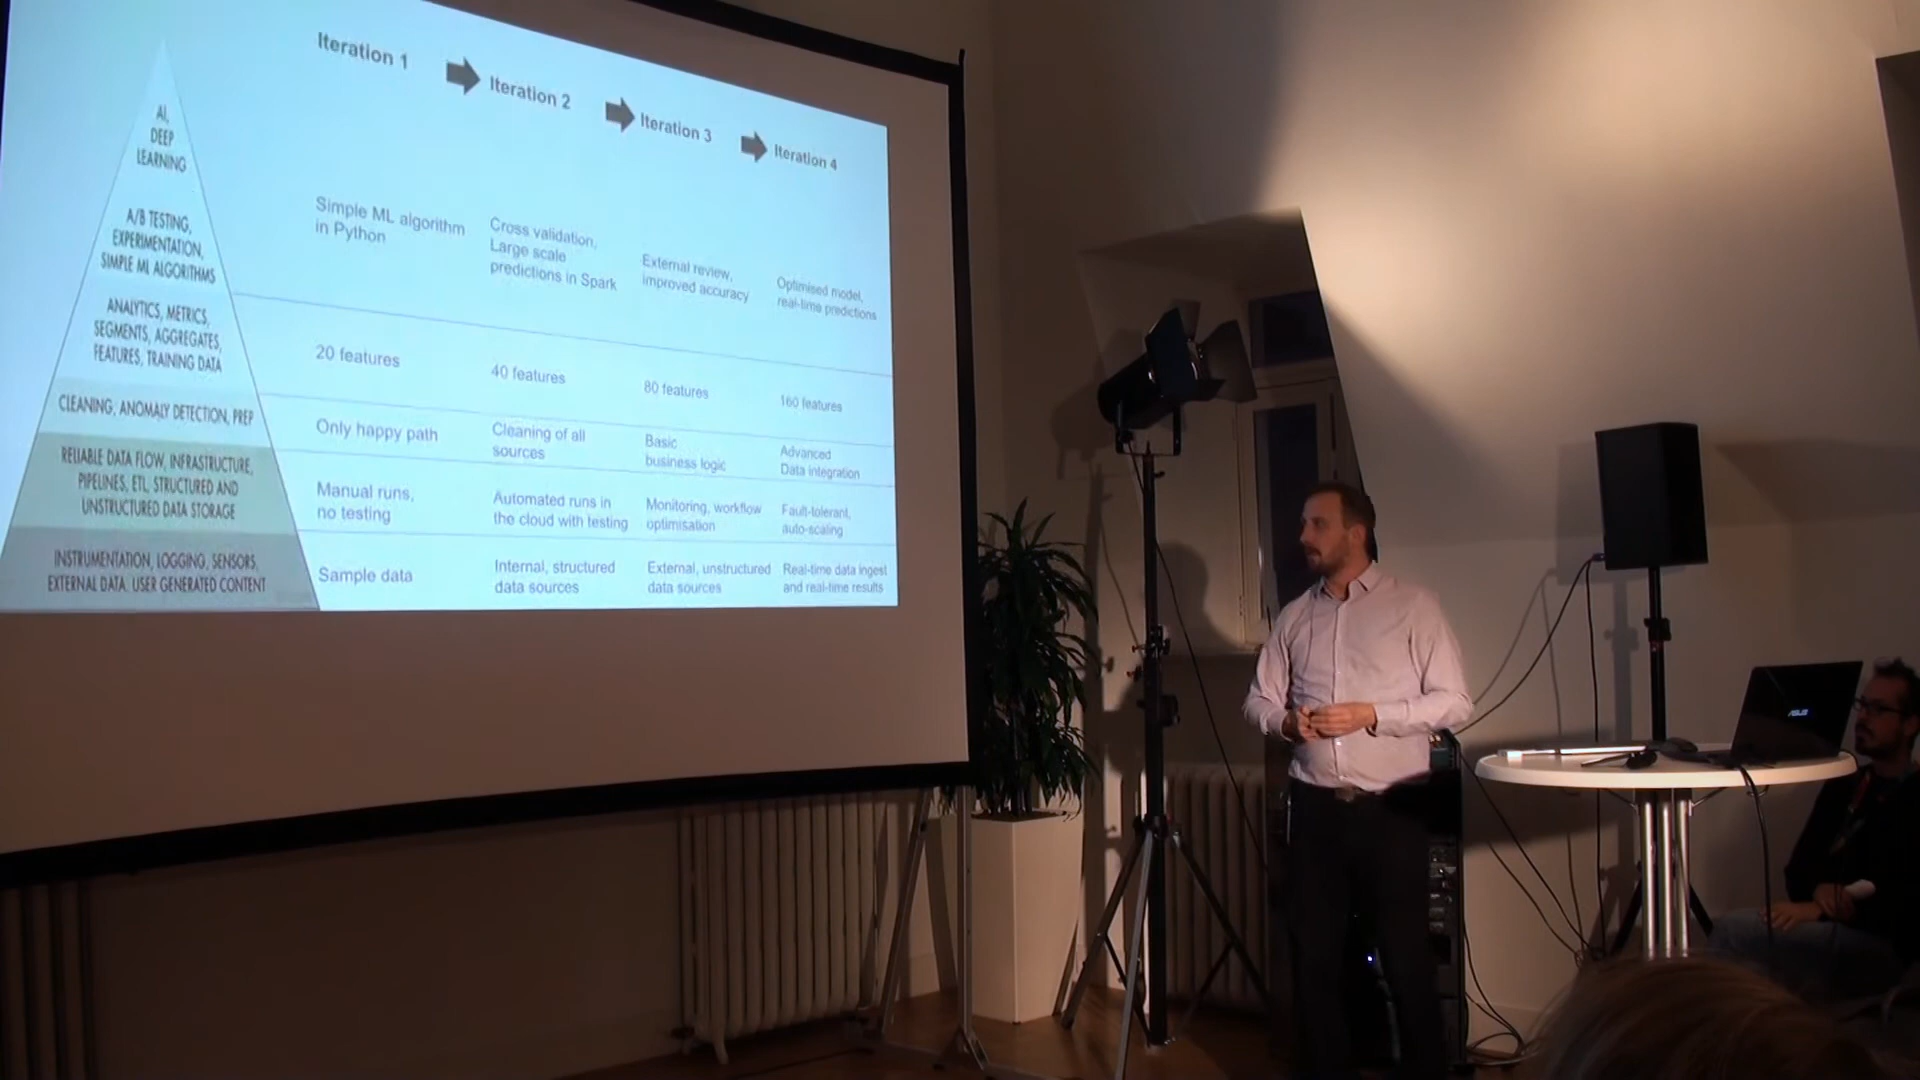 Iteration 1
Iteration 2
Iteration 3
Iteration 4
AI,
DEEP
LEARNING
A/B TESTING,
EXPERIMENTATION,
SIMPLE ML ALGORITHMS
Simple ML algorithm
in Python
Cross validation,
Large scale
predictions in Spark
External review,
improved accuracy
Optimised model,
real-time predictions
ANALYTICS, METRICS,
SEGMENTS, AGGREGATES,
FEATURES, TRAINING DATA
20 features
40 features
80 features
160 features
CLEANING, ANOMALY DETECTION, PREP
Only happy path
Cleaning of all
sources
Basic
business logic
Advanced
Data integration
RELIABLE DATA FLOW, INFRASTRUCTURE,
PIPELINES, ETL, STRUCTURED AND
UNSTRUCTURED DATA STORAGE
Manual runs,
no testing
Automated runs in
the cloud with testing
Monitoring, workflow
optimisation
Fault-tolerant,
auto-scaling
INSTRUMENTATION, LOGGING, SENSORS,
EXTERNAL DATA, USER GENERATED CONTENT
Sample data
Internal, structured
data sources
External, unstructured
data sources
Real-time data ingest
and real-time results
ASUS